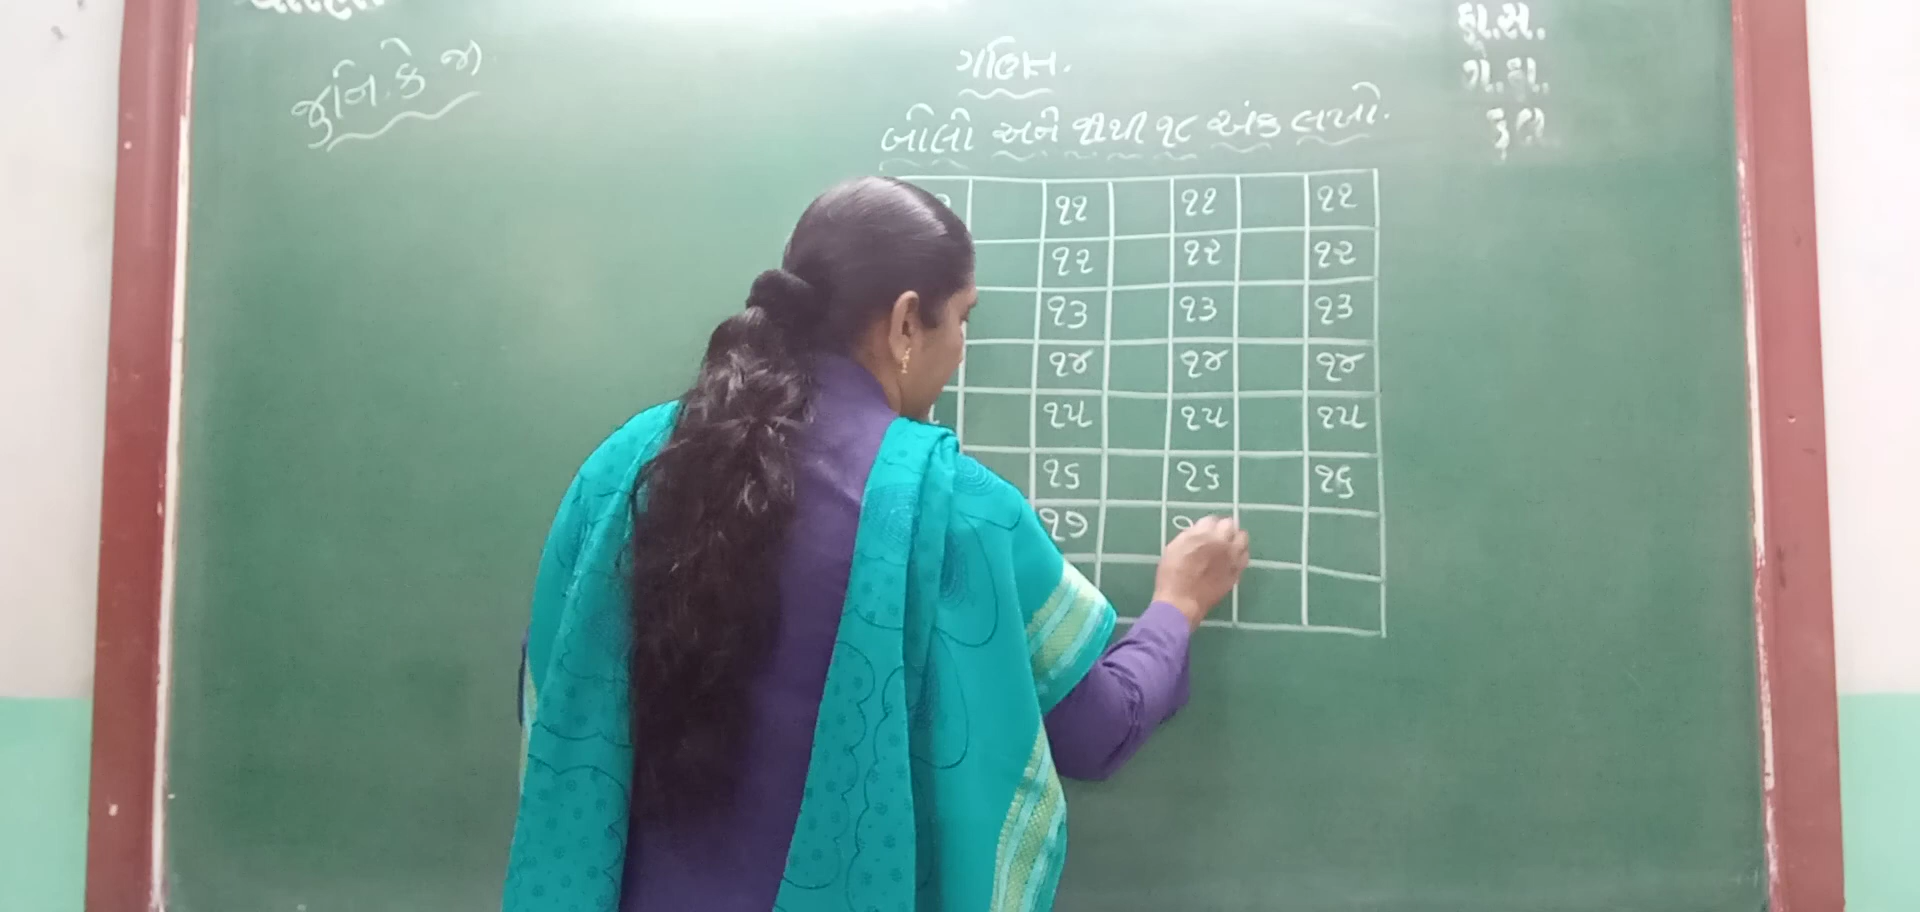 જુનિ. કે જી.
ગણિત.
બોલો અને ૧૧થી ૧૮ અંક લખો.
હા.સ.
ગે.હા.
કુલ
૧૧ ૧૧ ૧૧
૧૨ ૧૨ ૧૨
૧૩ ૧૩ ૧૩
૧૪ ૧૪ ૧૪
૧૫ ૧૫ ૧૫
૧૬ ૧૬ ૧૬
૧૭